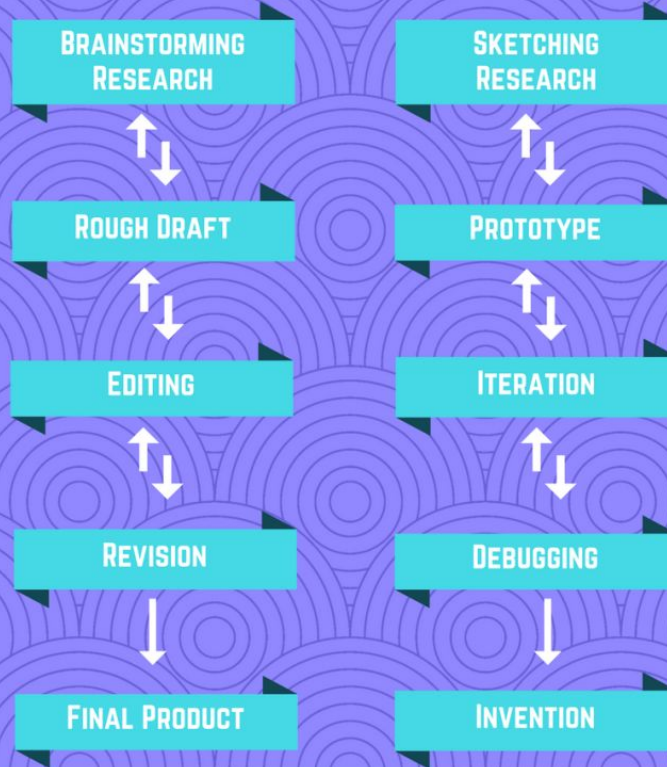 BRAINSTORMING
RESEARCH
ROUGH DRAFT
EDITING
REVISION
FINAL PRODUCT
SKETCHING
RESEARCH
PROTOTYPE
ITERATION
DEBUGGING
INVENTION